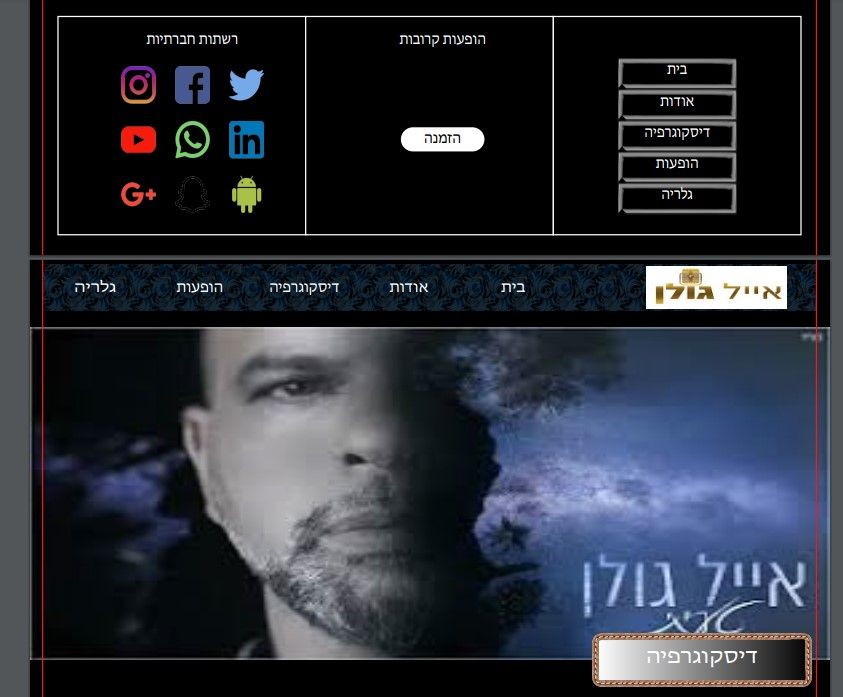 רשתות חברתיות
הופעות קרובות
בית
אודות
דיסקוגרפיה
הופעות
גלריה
הזמנה
in
G+
אייל גולן
בית
אודות
דיסקוגרפיה
הופעות
גלריה
אייל גולן
דיסקוגרפיה